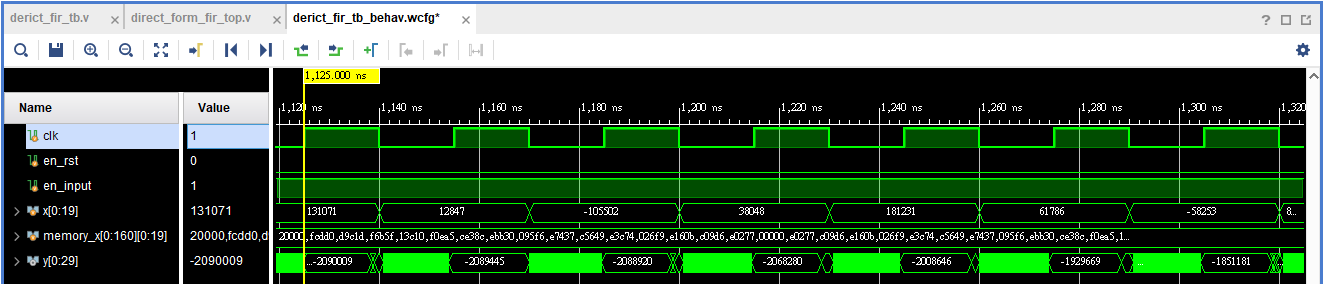 derict_fir_tb.v direct_form_fir_top.v derict_fir_tb_behav.wcfg*
1,125.000 ns
1,120 ns 1,140 ns 1,160 ns 1,180 ns 1,200 ns 1,220 ns 1,240 ns 1,260 ns 1,280 ns 1,300 ns 1,320
Name Value
clk 1
en_rst 0
en_input 1
x[0:19] 131071 131071 12847 -105502 38048 181231 61786 -58253 8...
memory_x[0:160][0:19] 20000,fcdd0,d 20000,fcdd0,d9c1d,f6b5f,13c10,f0ea5,ce38c,ebb30,095f6,e7437,c5649,e3c74,026f9,e160b,c09d6,e0277,00000,e0277,c09d6,e160b,026f9,e3c74,c5649,e7437,095f6,ebb30,ce38c,f0ea5,1...
y[0:29] -2090009 ...-2090009 -2089445 -2088920 -2068280 -2008646 -1929669 ... -1851181 ...